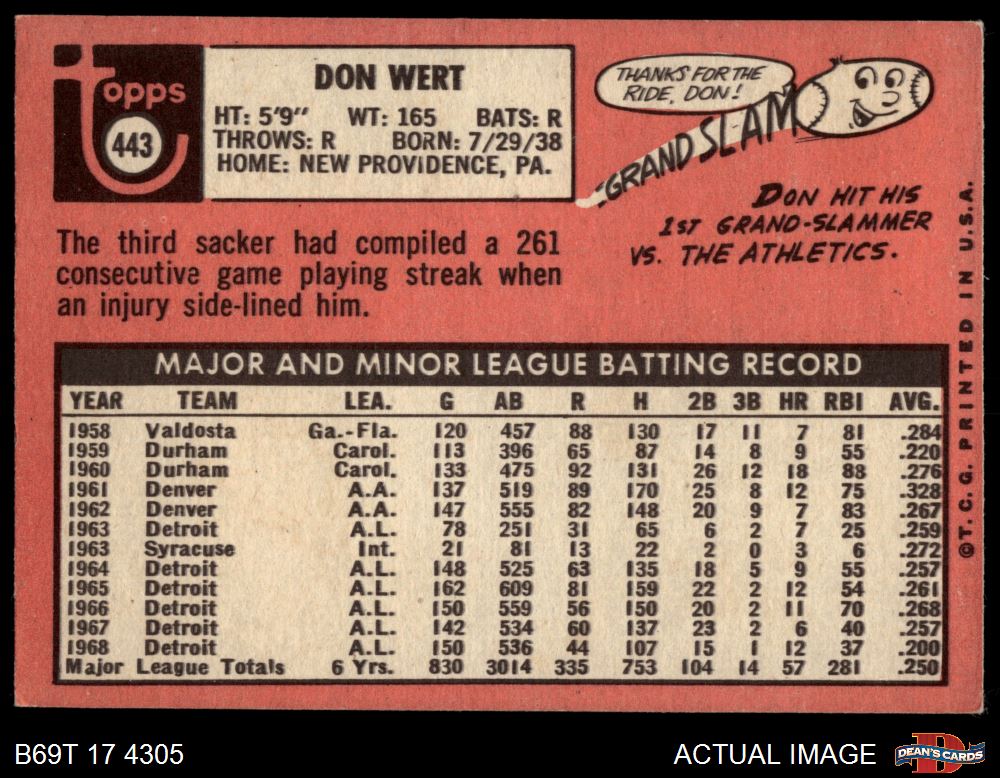 topps
443
DON WERT
HT: 5'9" WT: 165 BATS: R
THROWS: R BORN: 7/29/38
HOME: NEW PROVIDENCE, PA.
THANKS FOR THE
RIDE, DON!
GRAND SLAM
DON HIT HIS
1ST GRAND-SLAMMER
VS. THE ATHLETICS.
The third sacker had compiled a 261
consecutive game playing streak when
an injury side-lined him.
MAJOR AND MINOR LEAGUE BATTING RECORD
YEAR TEAM LEA. G AB R H 2B 3B HR RBI AVG.
1958 Valdosta Ga.-Fla. 120 457 88 130 17 11 7 81 .284
1959 Durham Carol. 113 396 65 87 14 8 9 55 .220
1960 Durham Carol. 133 475 92 131 26 12 18 88 .276
1961 Denver A.A. 137 519 89 170 25 8 12 75 .328
1962 Denver A.A. 147 555 82 148 20 9 7 83 .267
1963 Detroit A.L. 78 251 31 65 6 2 7 25 .259
1963 Syracuse Int. 21 81 13 22 2 0 3 6 .272
1964 Detroit A.L. 148 525 63 135 18 5 9 55 .257
1965 Detroit A.L. 162 609 81 159 22 2 12 54 .261
1966 Detroit A.L. 150 559 56 150 20 2 11 70 .268
1967 Detroit A.L. 142 534 60 137 23 2 6 40 .257
1968 Detroit A.L. 150 536 44 107 15 1 12 37 .200
Major League Totals 6 Yrs. 830 3014 335 753 104 14 57 281 .250
©T.C.G. PRINTED IN U.S.A.
B69T 17 4305
ACTUAL IMAGE
DEAN'S CARDS